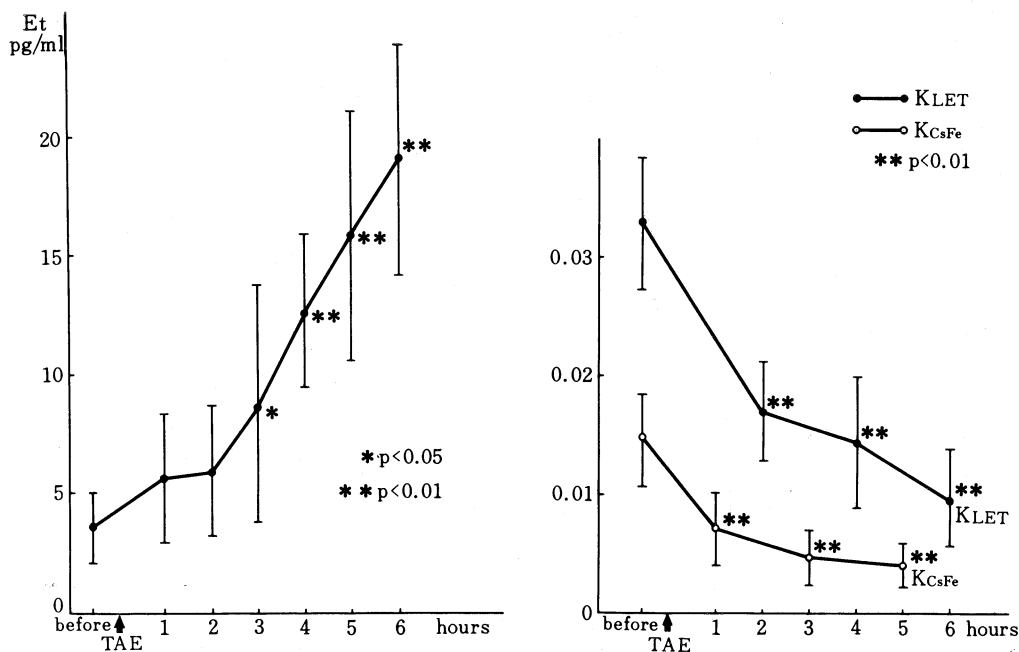 Et
pg/ml
20
15
10
5
0
**
**
**
*
* p<0.05
** p<0.01
before 1 2 3 4 5 6 hours
TAE
KLET
KCsFe
** p<0.01
0.03
0.02
0.01
0
**
**
**
KLET
**
**
**
KCsFe
before 1 2 3 4 5 6 hours
TAE